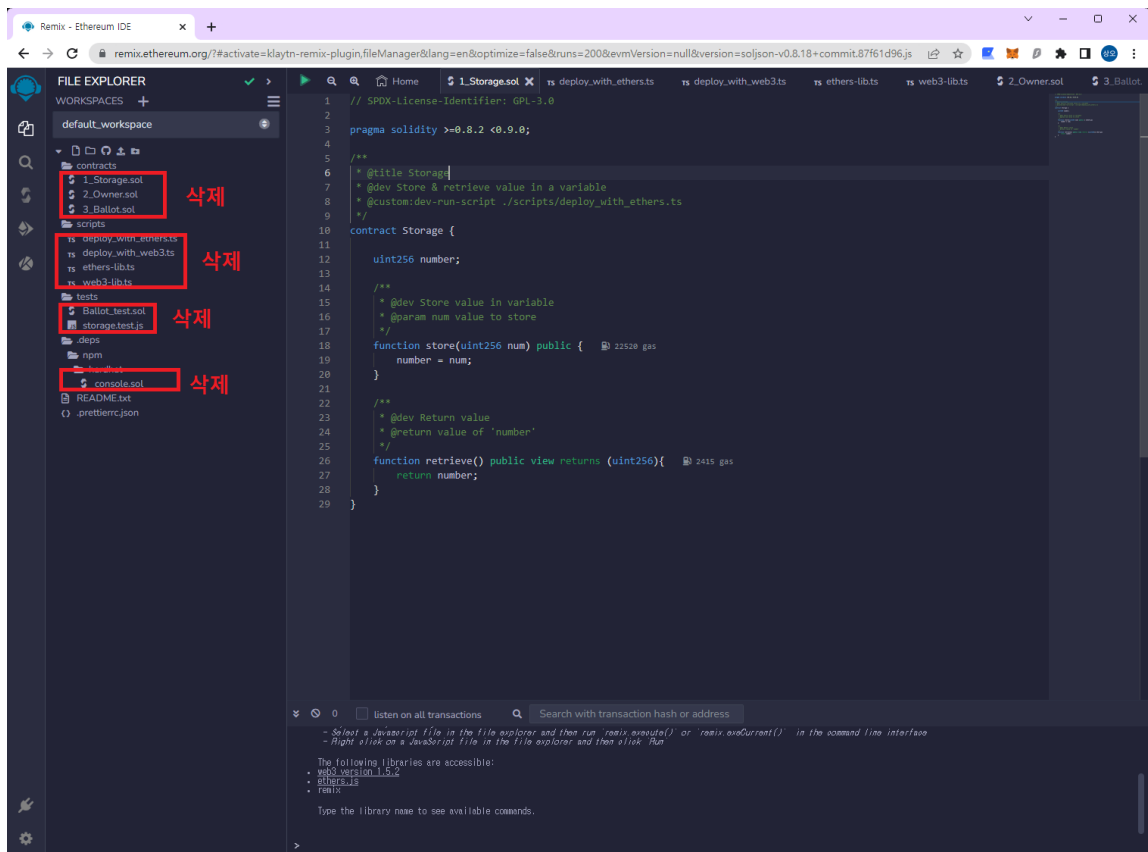 Remix - Ethereum IDE
remix.ethereum.org/?#activate=klaytn-remix-plugin,fileManager&lang=en&optimize=false&runs=200&evmVersion=null&version=soljson-v0.8.18+commit.87f61d96.js
상오
FILE EXPLORER
WORKSPACES
default_workspace
contracts
1_Storage.sol
2_Owner.sol
3_Ballot.sol
삭제
scripts
deploy_with_ethers.ts
deploy_with_web3.ts
ethers-lib.ts
web3-lib.ts
삭제
tests
Ballot_test.sol
storage.test.js
삭제
.deps
npm
hardhat
console.sol
삭제
README.txt
.prettierrc.json
Home
1_Storage.sol
TS deploy_with_ethers.ts
TS deploy_with_web3.ts
TS ethers-lib.ts
TS web3-lib.ts
2_Owner.sol
3_Ballot.
1 // SPDX-License-Identifier: GPL-3.0
2
3 pragma solidity >=0.8.2 <0.9.0;
4
5 /**
6  * @title Storage
7  * @dev Store & retrieve value in a variable
8  * @custom:dev-run-script ./scripts/deploy_with_ethers.ts
9  */
10 contract Storage {
11
12     uint256 number;
13
14     /**
15      * @dev Store value in variable
16      * @param num value to store
17      */
18     function store(uint256 num) public { 22520 gas
19         number = num;
20     }
21
22     /**
23      * @dev Return value
24      * @return value of 'number'
25      */
26     function retrieve() public view returns (uint256){ 2415 gas
27         return number;
28     }
29 }
0
listen on all transactions
Search with transaction hash or address
- Select a Javascript file in the file explorer and then run `remix.execute()` or `remix.exeCurrent()` in the command line interface
- Right click on a JavaScript file in the file explorer and then click `Run`
The following libraries are accessible:
• web3 version 1.5.2
• ethers.js
• remix
Type the library name to see available commands.
>